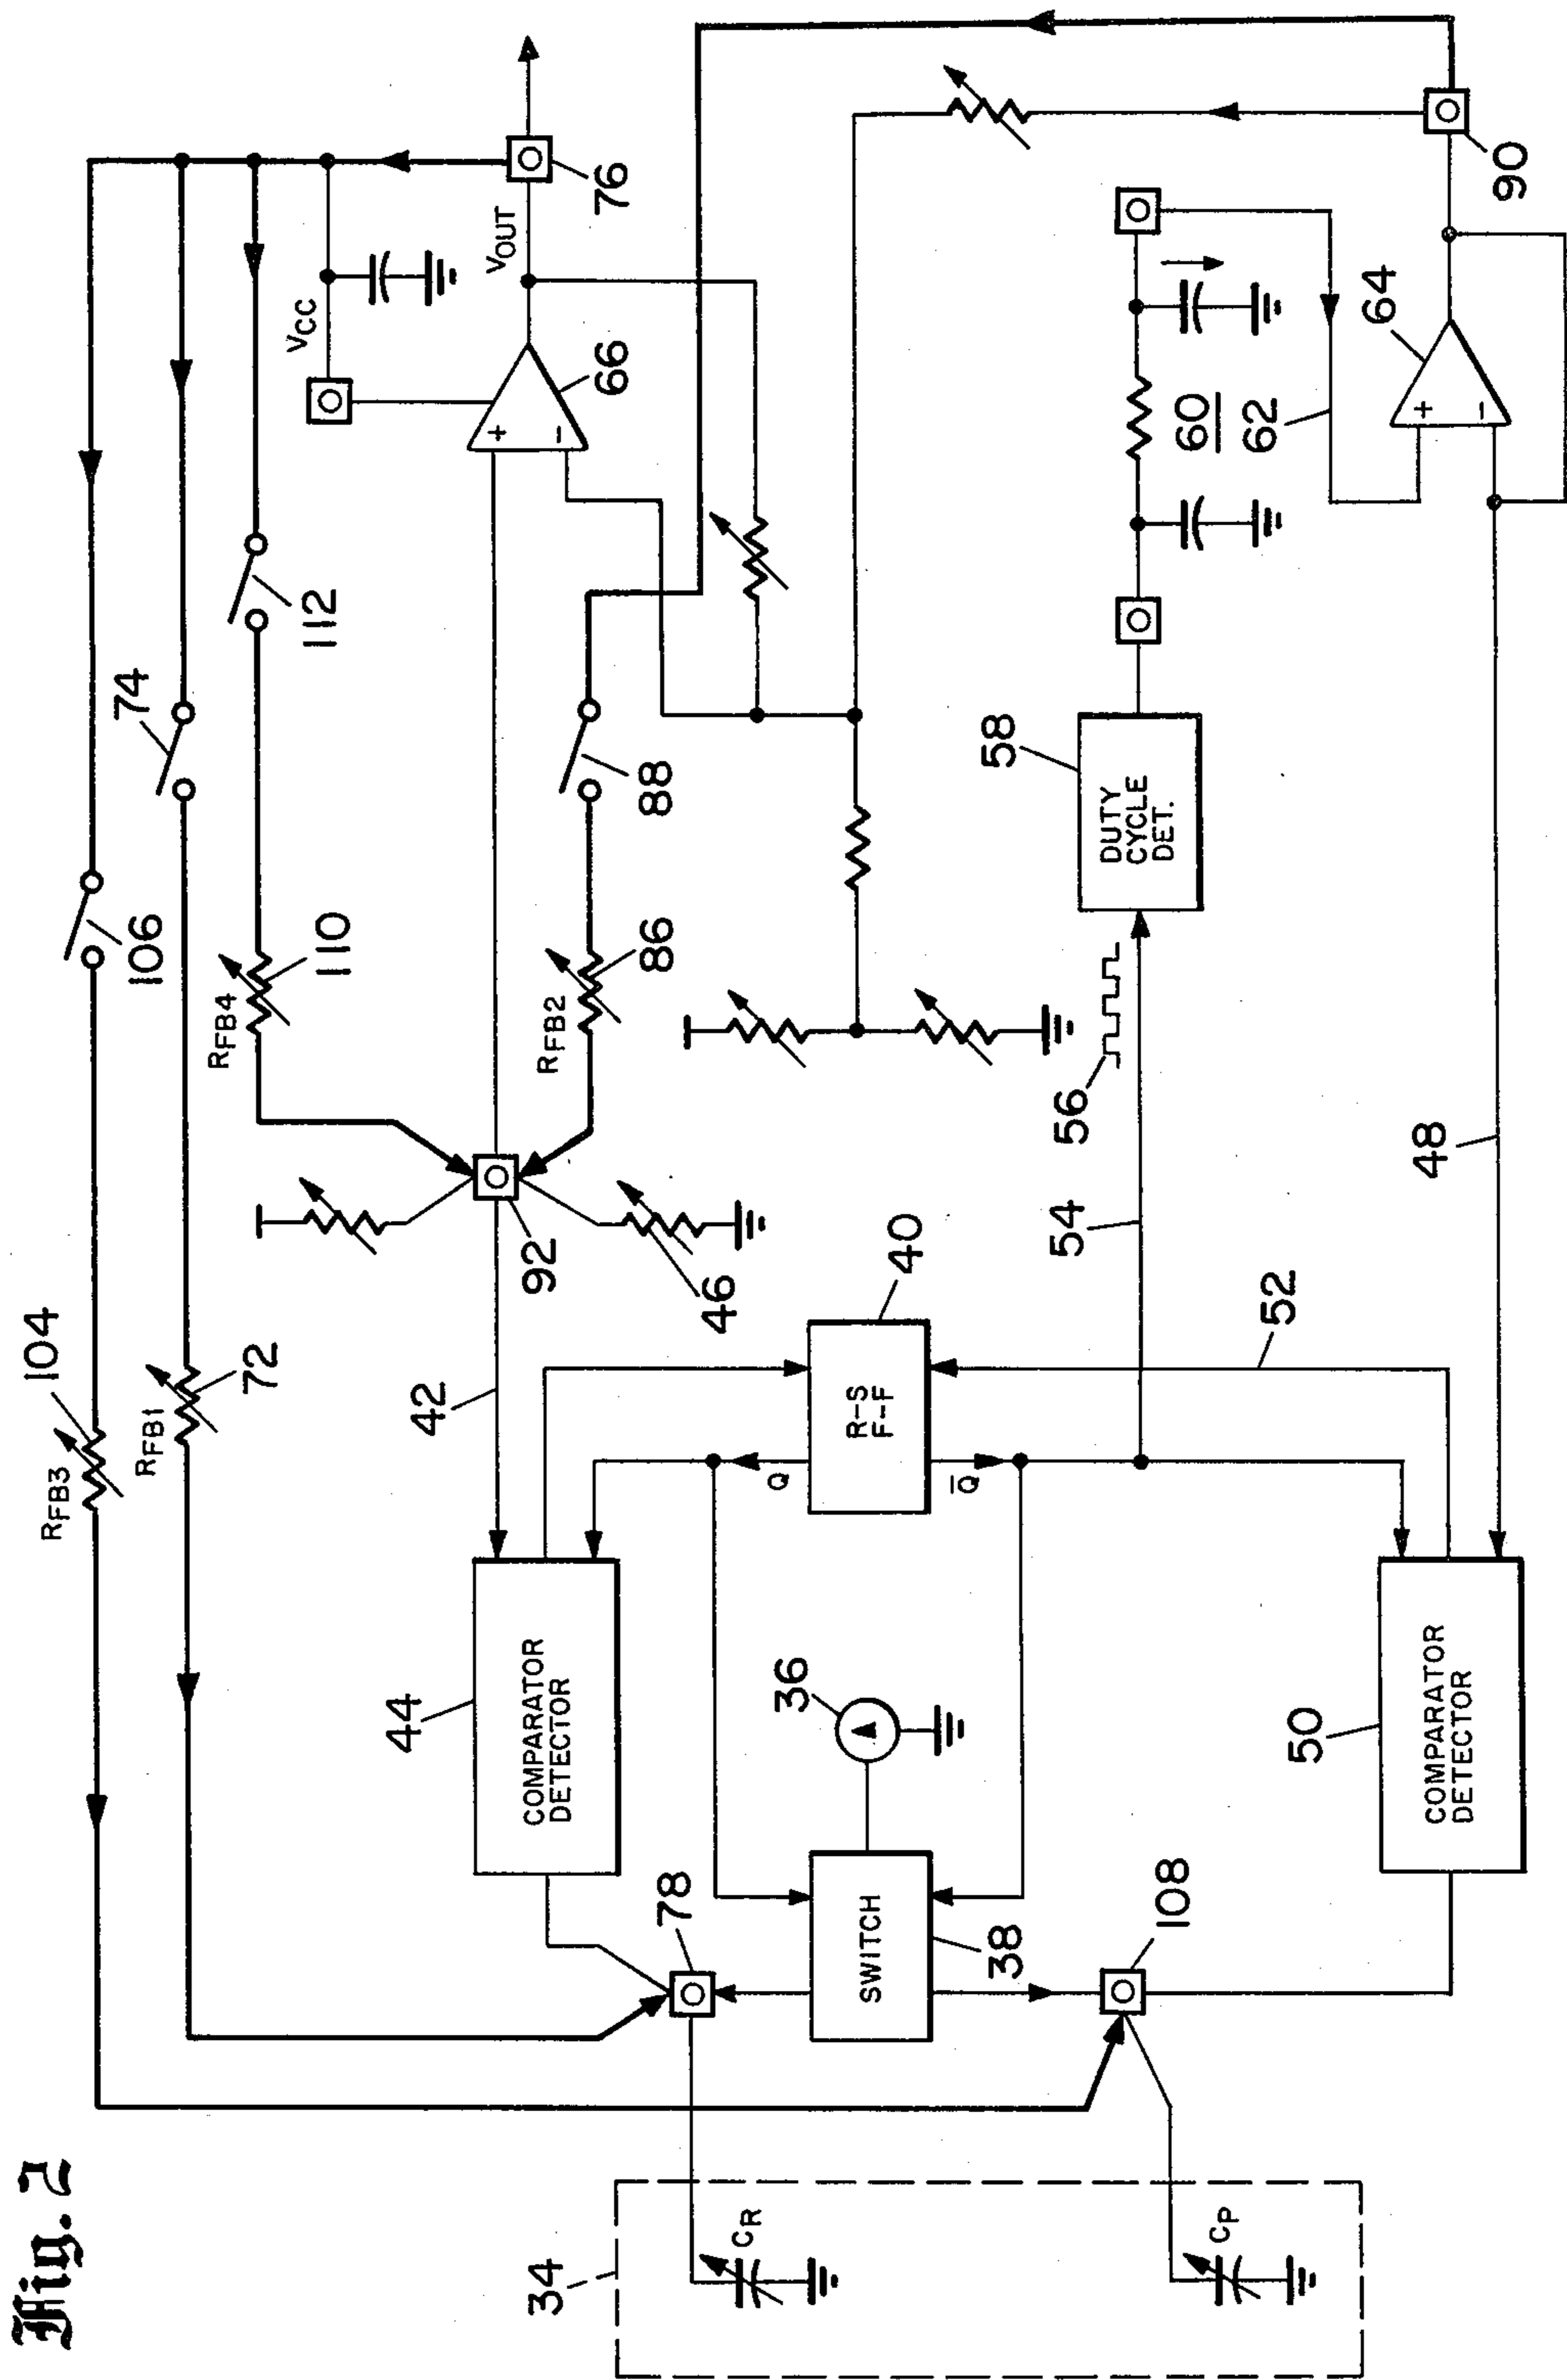 Fig. 2
104
RFB3
106
RFB1
72
74
RFB4
110
112
VCC
VOUT
76
66
+
-
42
92
46
RFB2
86
88
44
COMPARATOR
DETECTOR
78
36
Q
R-S
F-F
40
Q̅
SWITCH
38
34
CR
CP
108
52
54
56
58
DUTY
CYCLE
DET.
60
62
64
+
-
90
48
50
COMPARATOR
DETECTOR